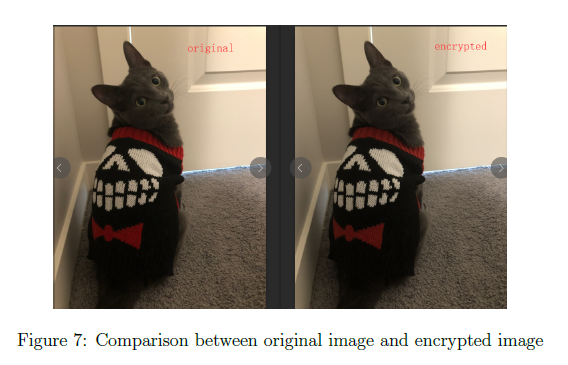 original
encrypted
Figure 7: Comparison between original image and encrypted image